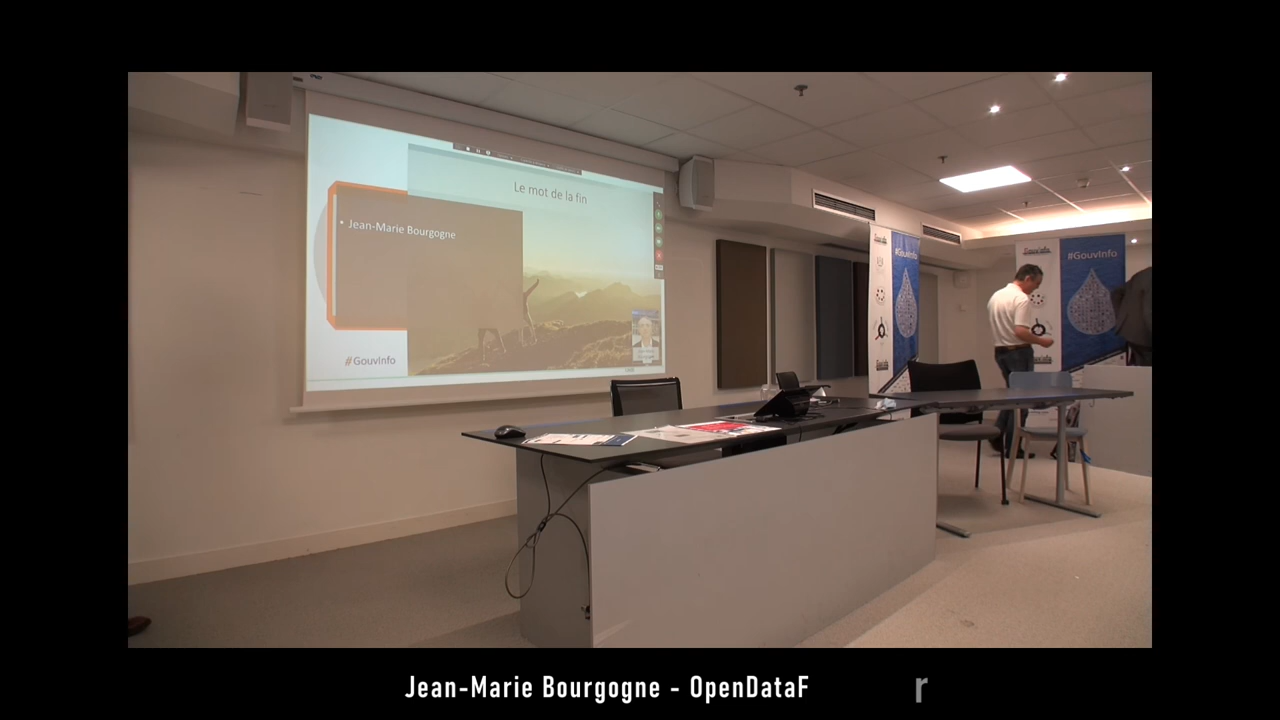 Le mot de la fin
• Jean-Marie Bourgogne
#GouvInfo
#GouvInfo
#GouvInfo
Jean-Marie Bourgogne - OpenDataF r